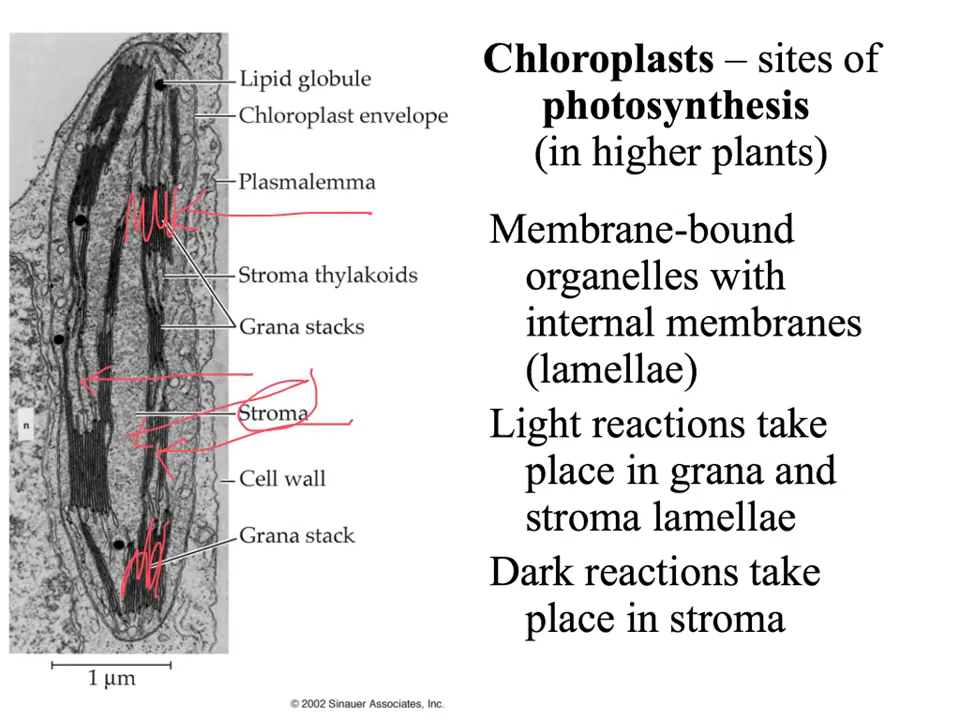 Lipid globule
Chloroplast envelope
Plasmalemma
Stroma thylakoids
Grana stacks
Stroma
Cell wall
Grana stack
n
1 µm
© 2002 Sinauer Associates, Inc.
Chloroplasts – sites of
photosynthesis
(in higher plants)
Membrane-bound
organelles with
internal membranes
(lamellae)
Light reactions take
place in grana and
stroma lamellae
Dark reactions take
place in stroma